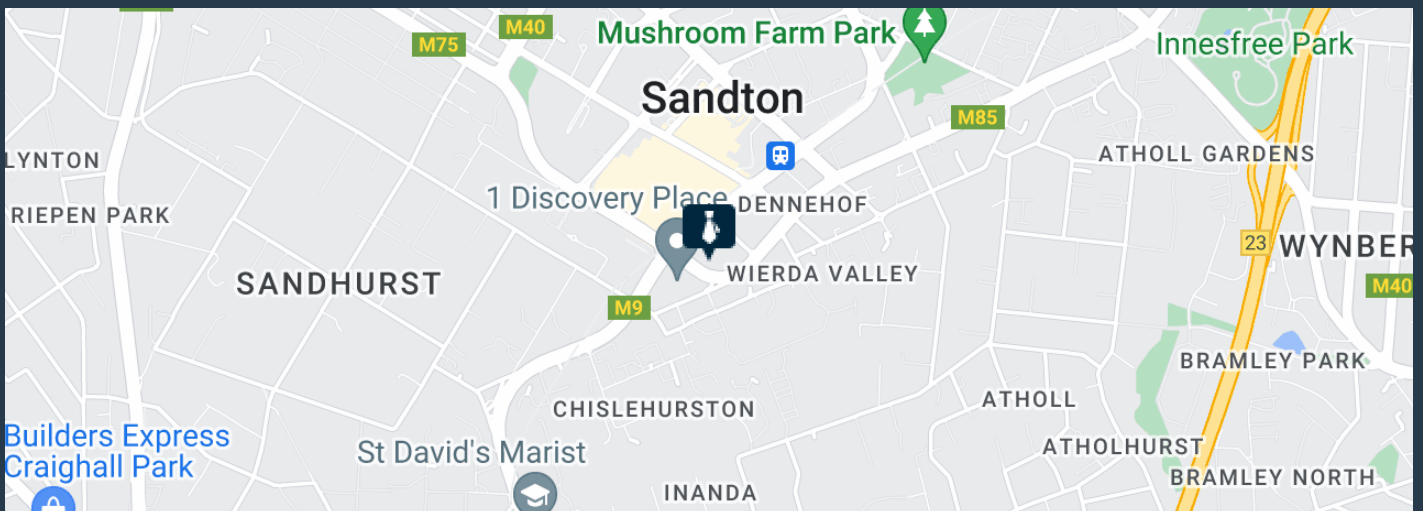 M40
M75
Mushroom Farm Park
Innesfree Park
Sandton
M85
LYNTON
ATHOLL GARDENS
1 Discovery Place
DENNEHOF
RIEPEN PARK
23
WYNBER
WIERDA VALLEY
SANDHURST
M40
M9
BRAMLEY PARK
ATHOLL
CHISLEHURSTON
Builders Express
Craighall Park
ATHOLHURST
St David's Marist
BRAMLEY NORTH
INANDA